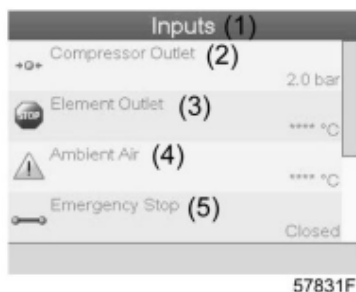 Inputs (1)
Compressor Outlet (2)
2.0 bar
STOP
Element Outlet (3)
**** °C
Ambient Air (4)
**** °C
Emergency Stop (5)
Closed
57831F